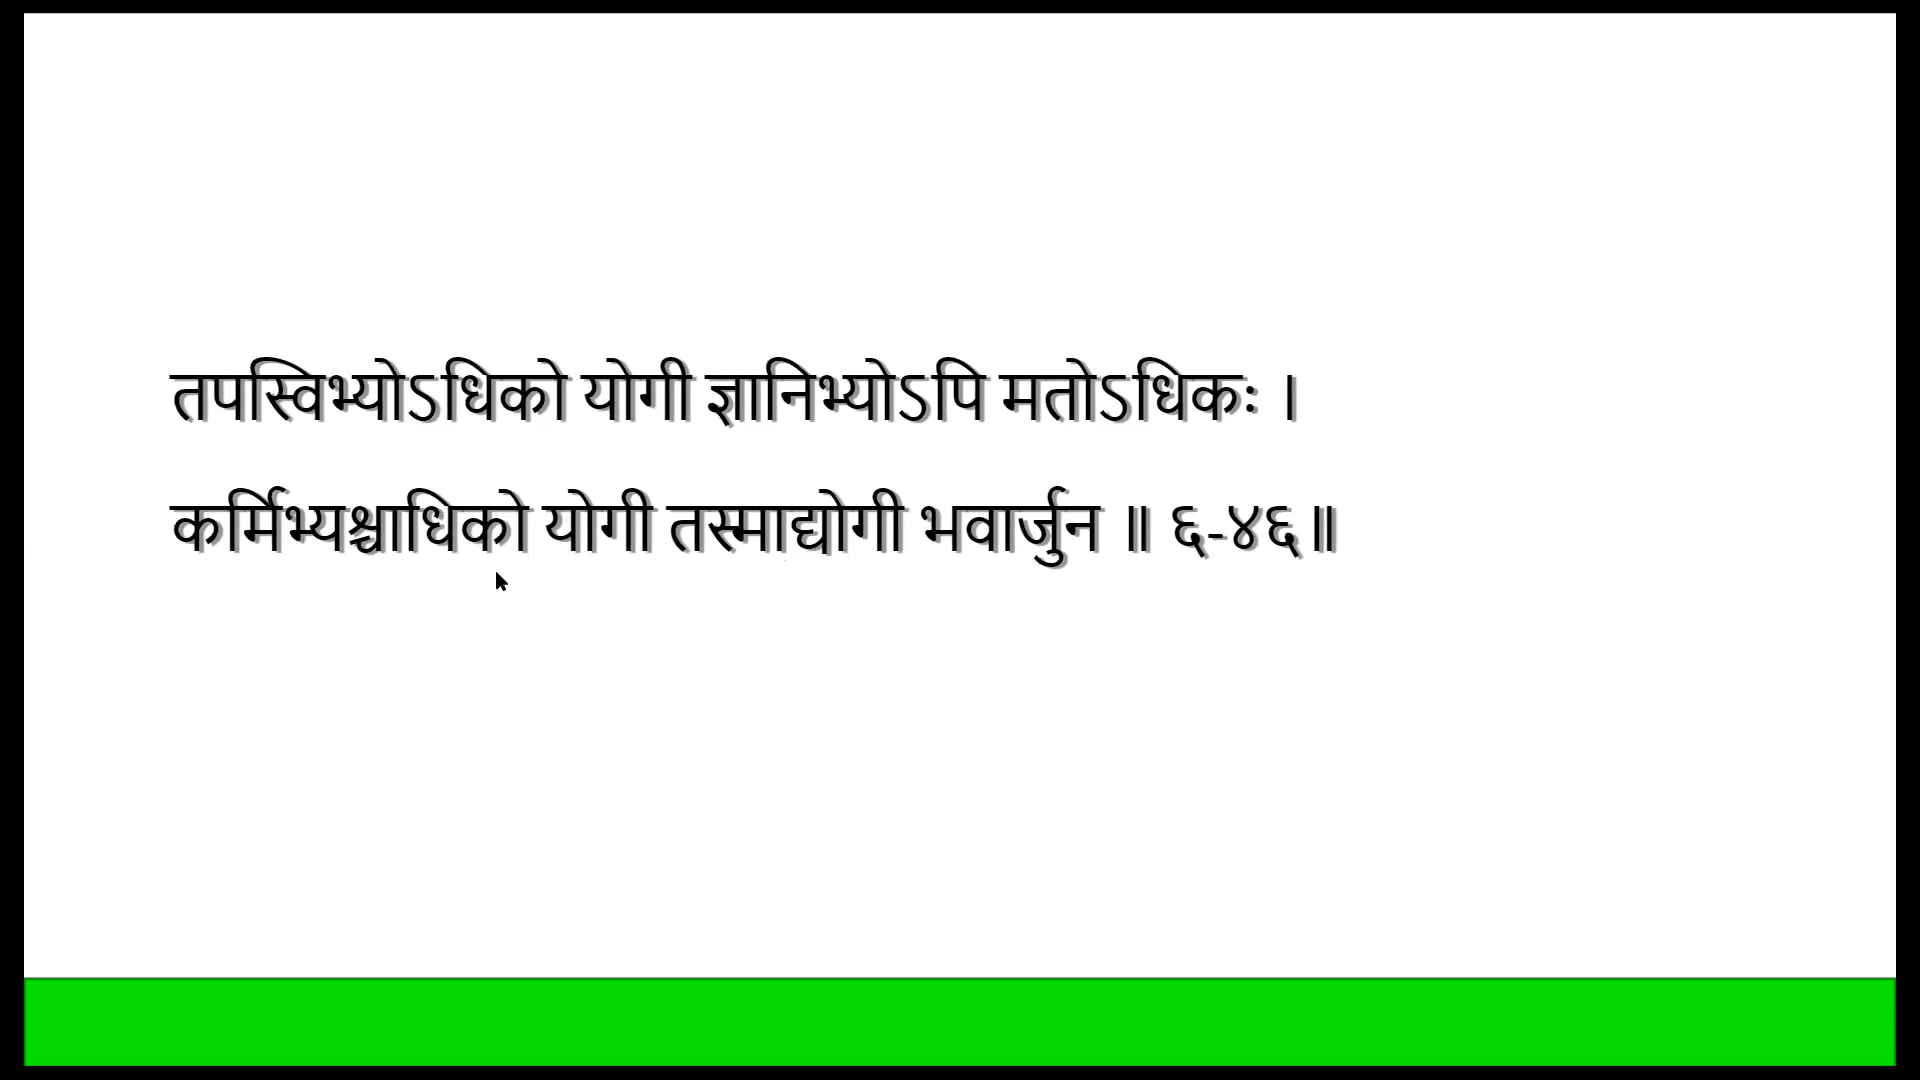 तपस्विभ्योऽधिको योगी ज्ञानिभ्योऽपि मतोऽधिकः ।
कर्मिभ्यश्चाधिको योगी तस्माद्योगी भवार्जुन ॥ ६-४६॥